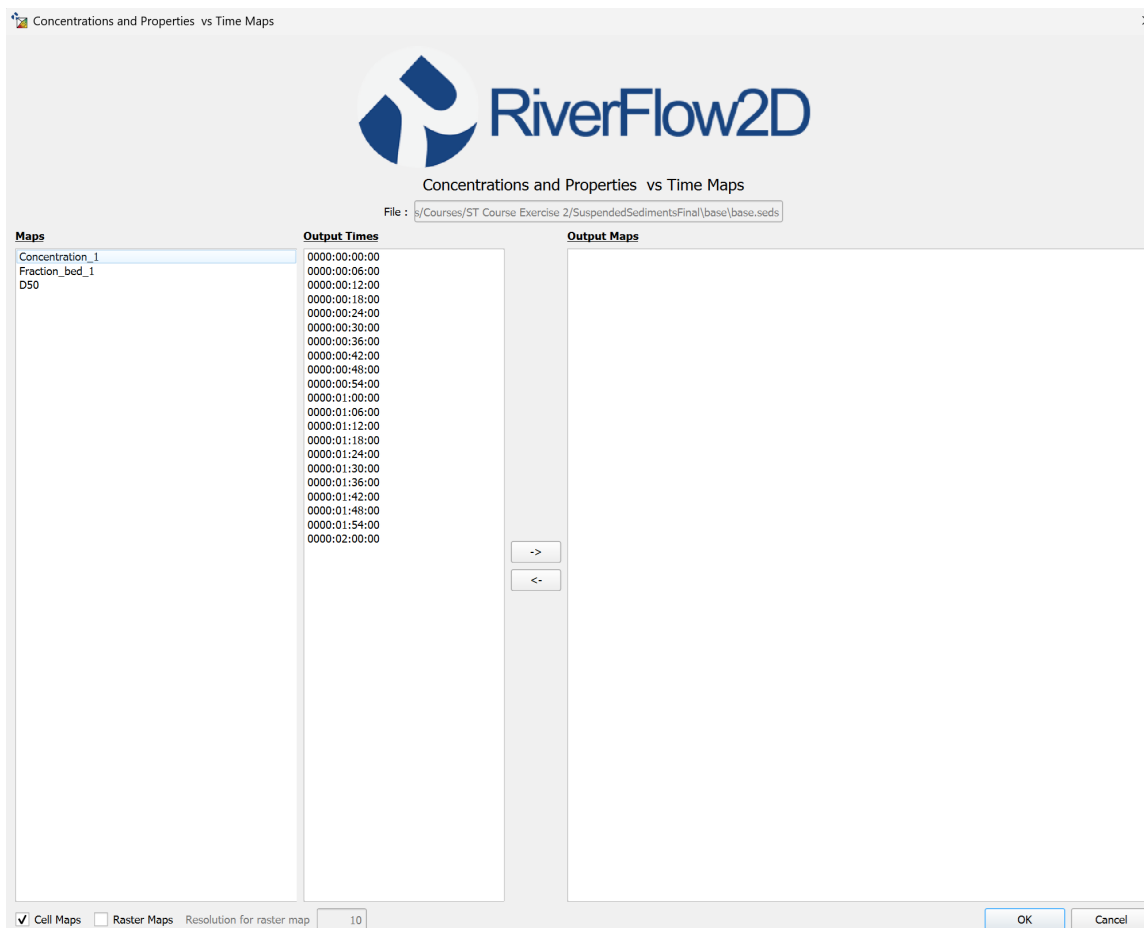 Concentrations and Properties  vs Time Maps
RiverFlow2D
Concentrations and Properties  vs Time Maps
File : s/Courses/ST Course Exercise 2/SuspendedSedimentsFinal\base\base.seds
Maps
Concentration_1
Fraction_bed_1
D50
Output Times
0000:00:00:00
0000:00:06:00
0000:00:12:00
0000:00:18:00
0000:00:24:00
0000:00:30:00
0000:00:36:00
0000:00:42:00
0000:00:48:00
0000:00:54:00
0000:01:00:00
0000:01:06:00
0000:01:12:00
0000:01:18:00
0000:01:24:00
0000:01:30:00
0000:01:36:00
0000:01:42:00
0000:01:48:00
0000:01:54:00
0000:02:00:00
->
<-
Output Maps
Cell Maps Raster Maps Resolution for raster map 10 OK Cancel